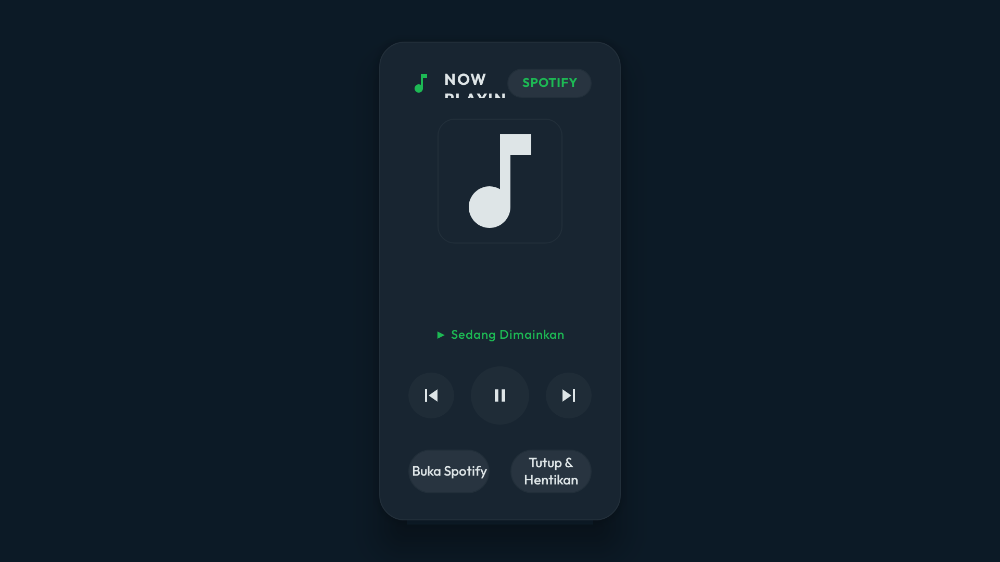 NOW
SPOTIFY
► Sedang Dimainkan
Buka Spotify
Tutup &
Hentikan